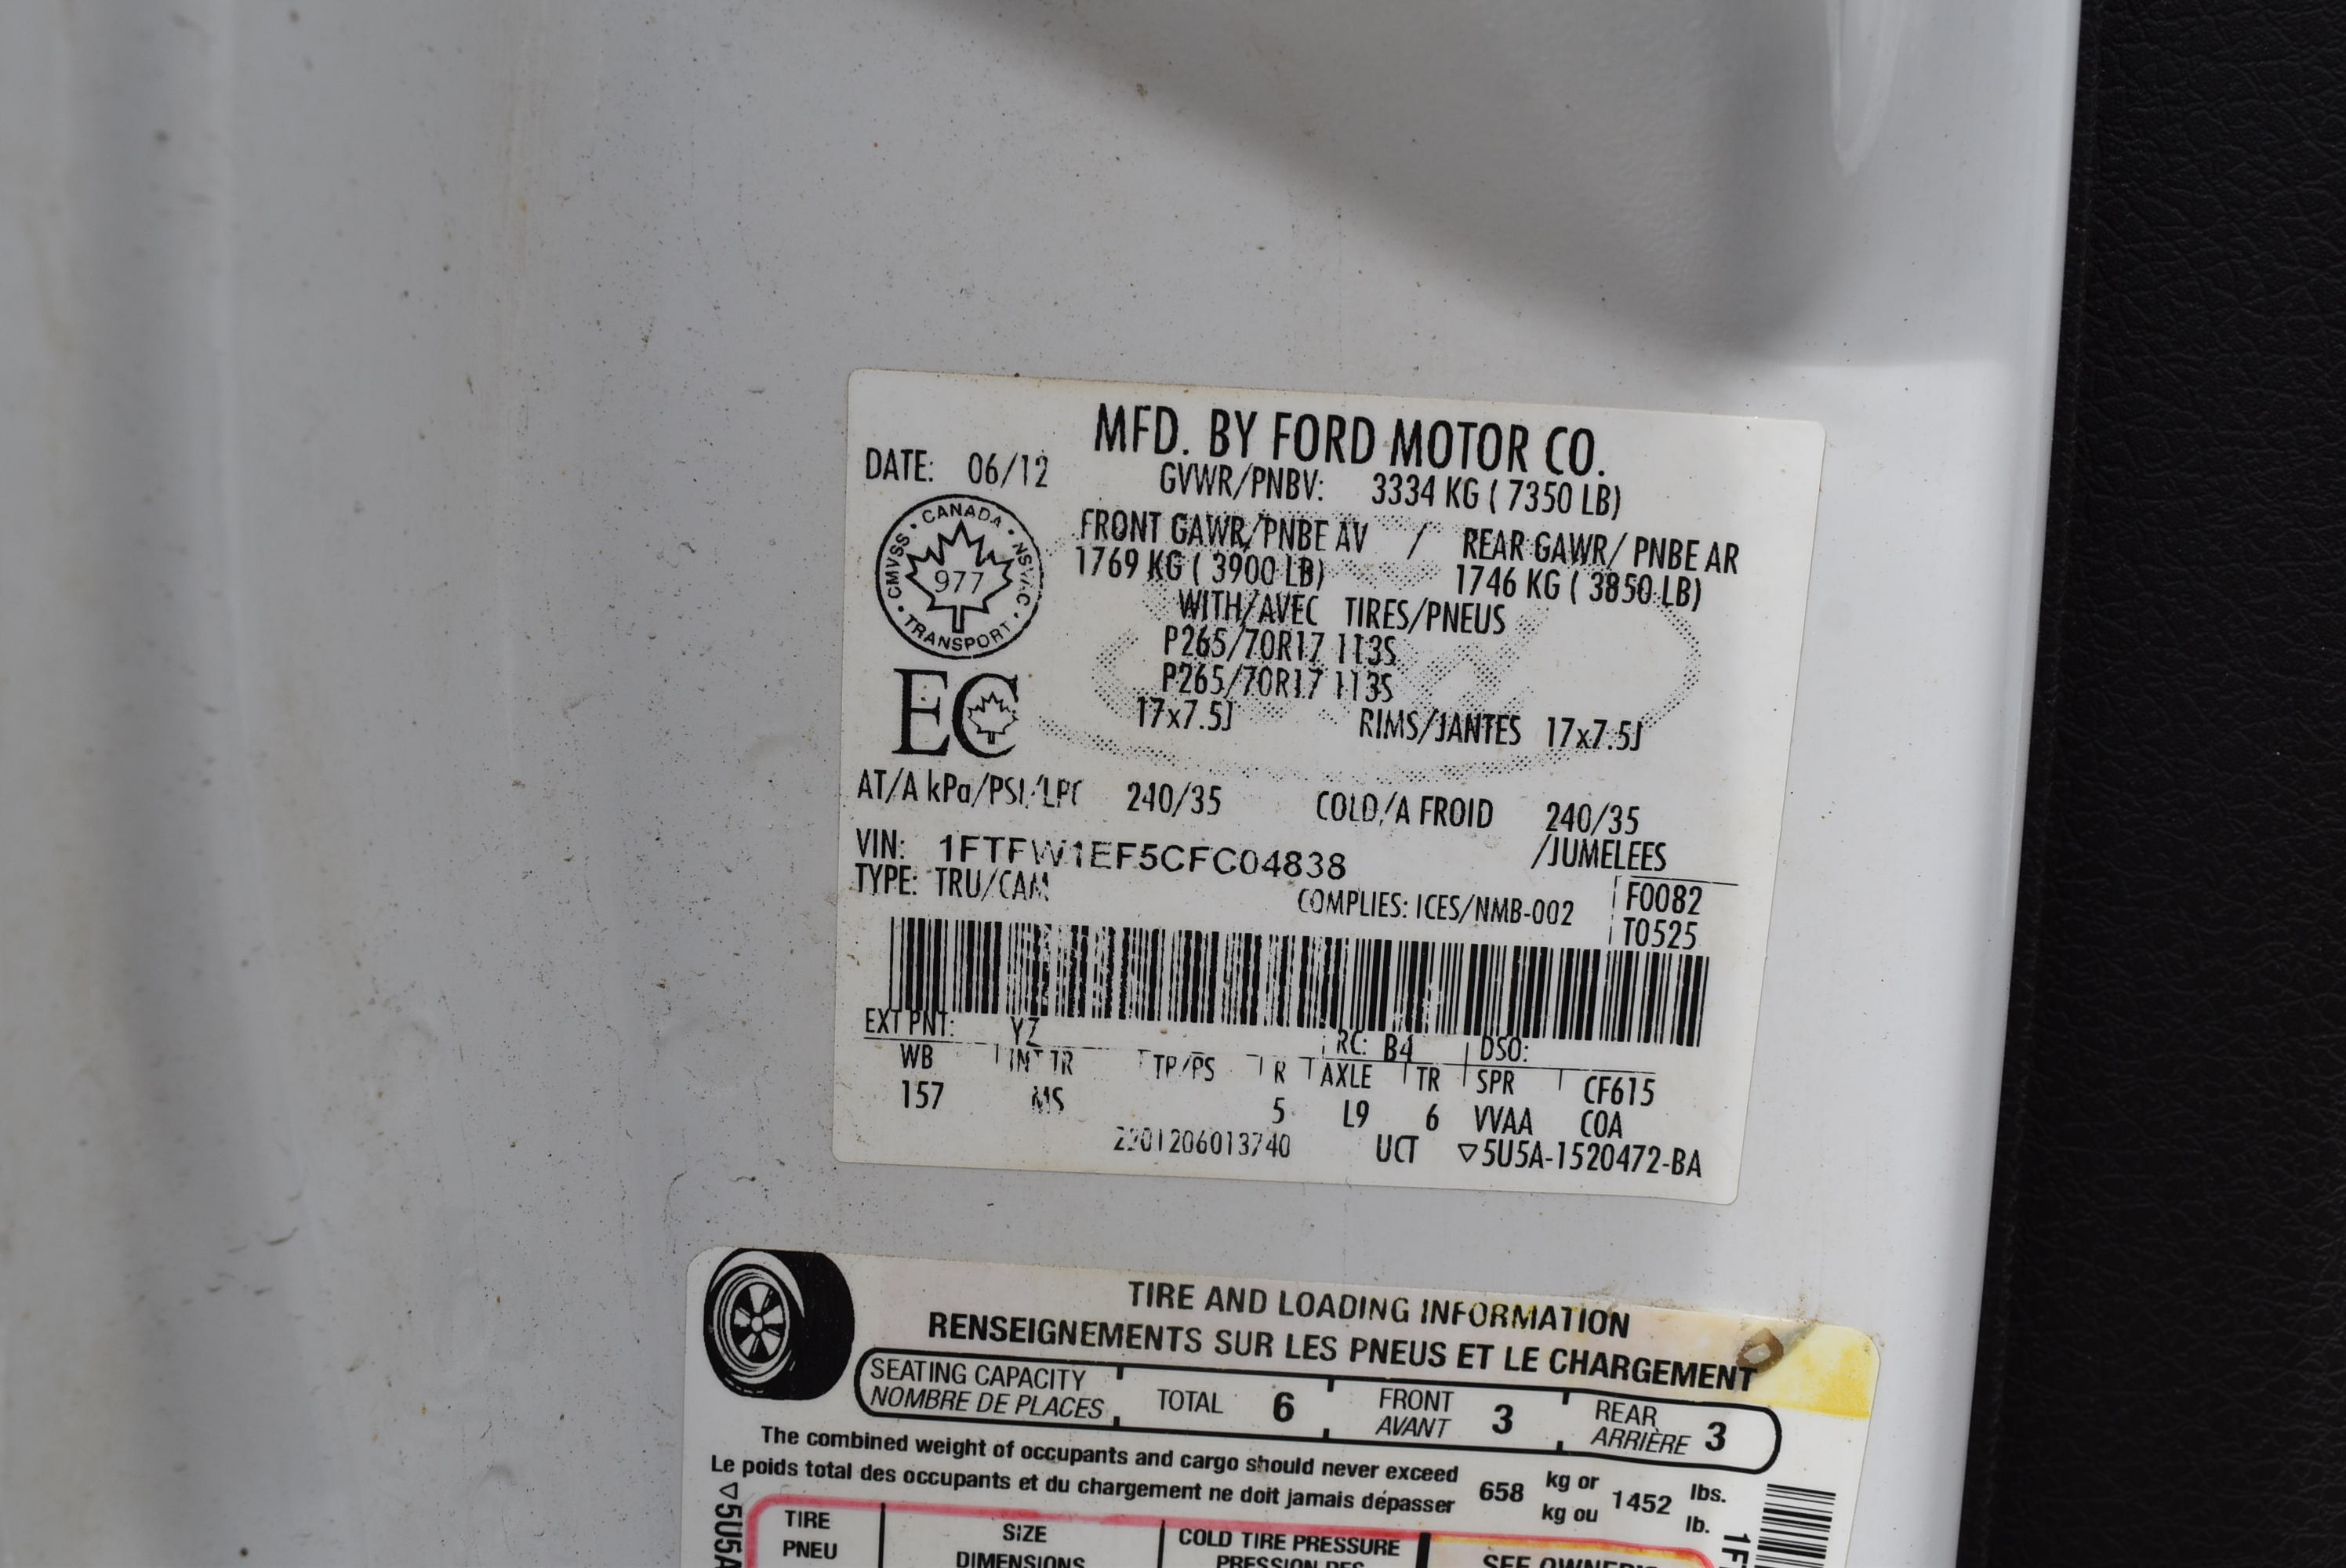 MFD. BY FORD MOTOR CO.
DATE: 06/12 GVWR/PNBV: 3334 KG ( 7350 LB)
FRONT GAWR/PNBE AV / REAR GAWR/ PNBE AR
1769 KG ( 3900 LB) 1746 KG ( 3850 LB)
WITH/AVEC TIRES/PNEUS
P265/70R17 113S
P265/70R17 113S
17x7.5J RIMS/JANTES 17x7.5J
CANADA
CMVSS
NSVAC
977
TRANSPORT
EC
AT/A kPa/PSI/LPC 240/35 COLD/A FROID 240/35
VIN: 1FTFW1EF5CFC04838 /JUMELEES
TYPE: TRU/CAM COMPLIES: ICES/NMB-002 F0082
T0525
EXT PNT: YZ RC: B4 DSO:
WB INT TR TP/PS R AXLE TR SPR CF615
157 MS 5 L9 6 VVAA COA
UCT ▽5U5A-1520472-BA
TIRE AND LOADING INFORMATION
RENSEIGNEMENTS SUR LES PNEUS ET LE CHARGEMENT
SEATING CAPACITY TOTAL 6 FRONT 3 REAR 3
NOMBRE DE PLACES AVANT ARRIÈRE
The combined weight of occupants and cargo should never exceed 658 kg or 1452 lbs.
Le poids total des occupants et du chargement ne doit jamais dépasser kg ou lb.
▽5U5A
TIRE SIZE COLD TIRE PRESSURE SEE OWNER'S
PNEU DIMENSIONS PRESSION DES
1F